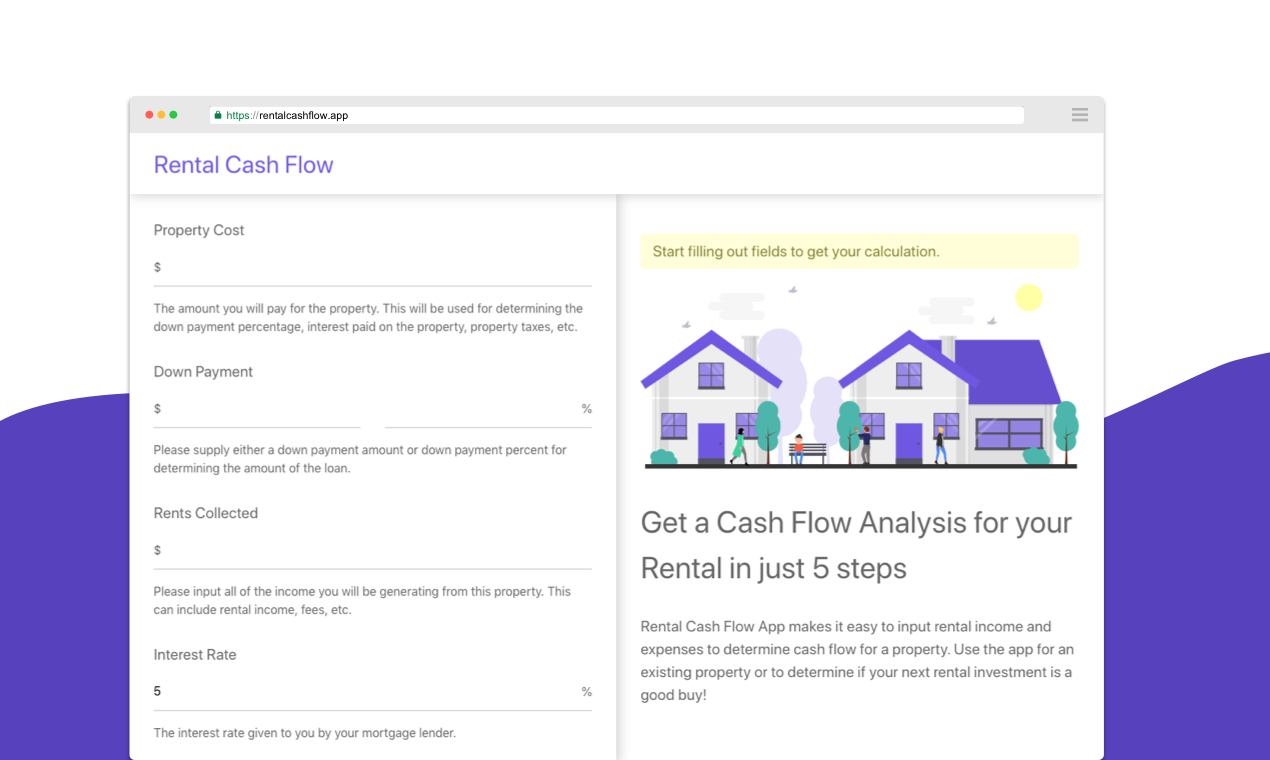 https://rentalcashflow.app
Rental Cash Flow
Property Cost
$
The amount you will pay for the property. This will be used for determining the
down payment percentage, interest paid on the property, property taxes, etc.
Down Payment
$ %
Please supply either a down payment amount or down payment percent for
determining the amount of the loan.
Rents Collected
$
Please input all of the income you will be generating from this property. This
can include rental income, fees, etc.
Interest Rate
5 %
The interest rate given to you by your mortgage lender.
Start filling out fields to get your calculation.
Get a Cash Flow Analysis for your
Rental in just 5 steps
Rental Cash Flow App makes it easy to input rental income and
expenses to determine cash flow for a property. Use the app for an
existing property or to determine if your next rental investment is a
good buy!